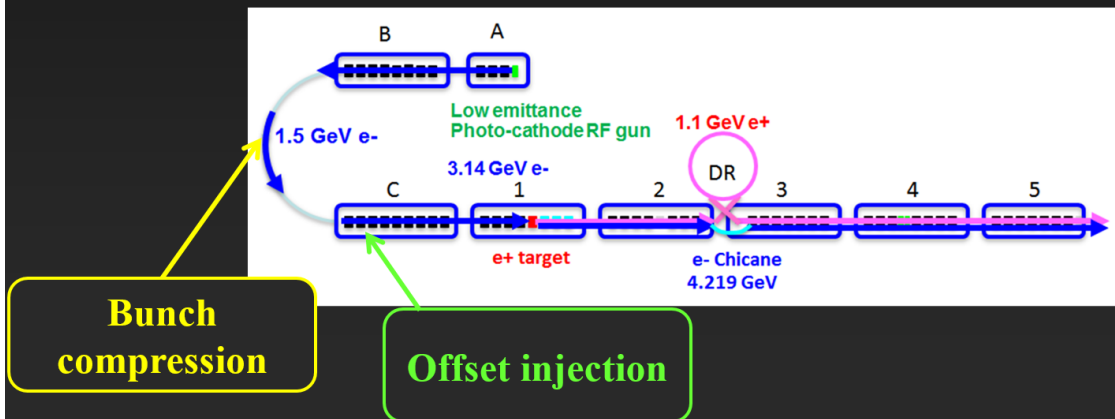 B
A
Low emittance
Photo-cathode RF gun
1.1 GeV e+
1.5 GeV e-
3.14 GeV e-
DR
C
1
2
3
4
5
e+ target
e- Chicane
4.219 GeV
Bunch
compression
Offset injection